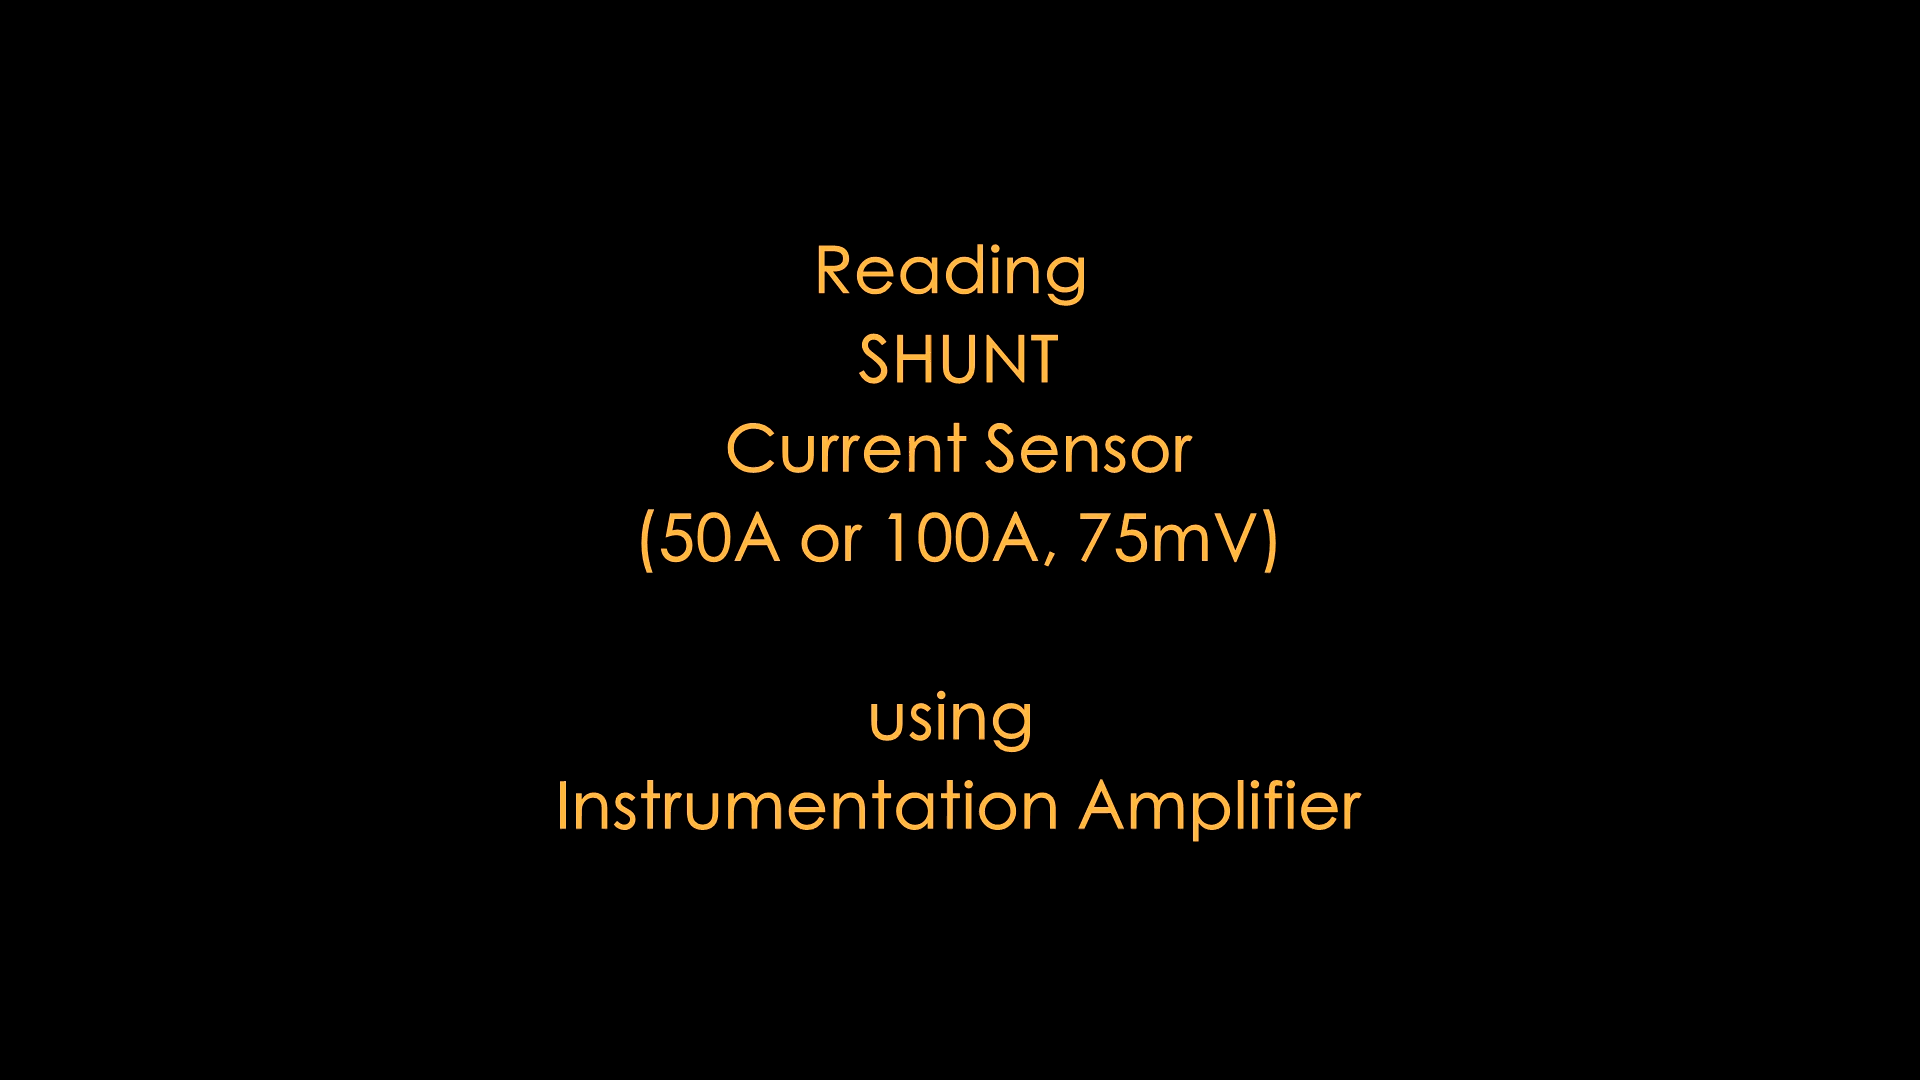 Reading
SHUNT
Current Sensor
(50A or 100A, 75mV)
using
Instrumentation Amplifier